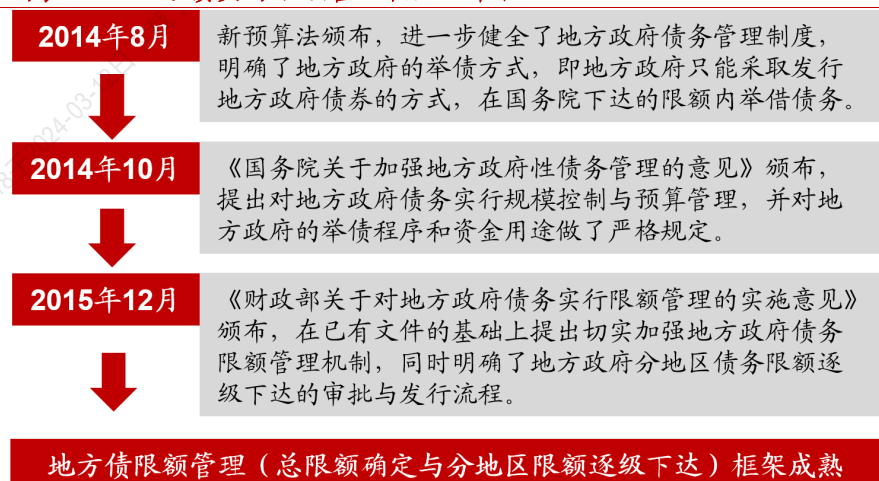 2014年8月
新预算法颁布，进一步健全了地方政府债务管理制度，
明确了地方政府的举债方式，即地方政府只能采取发行
地方政府债券的方式，在国务院下达的限额内举借债务。
2014年10月
《国务院关于加强地方政府性债务管理的意见》颁布，
提出对地方政府债务实行规模控制与预算管理，并对地
方政府的举债程序和资金用途做了严格规定。
2015年12月
《财政部关于对地方政府债务实行限额管理的实施意见》
颁布，在已有文件的基础上提出切实加强地方政府债务
限额管理机制，同时明确了地方政府分地区债务限额逐
级下达的审批与发行流程。
地方债限额管理（总限额确定与分地区限额逐级下达）框架成熟